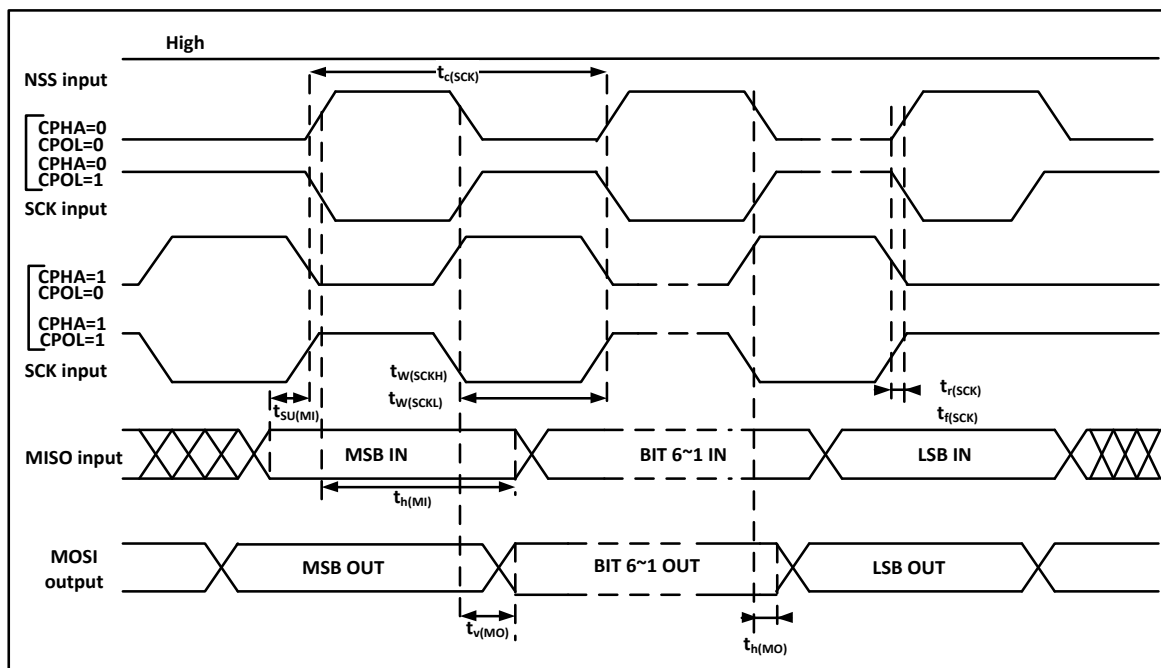 High
NSS input
tc(SCK)
CPHA=0
CPOL=0
CPHA=0
CPOL=1
SCK input
CPHA=1
CPOL=0
CPHA=1
CPOL=1
SCK input
tW(SCKH)
tW(SCKL)
tSU(MI)
tr(SCK)
tf(SCK)
MISO input
MSB IN
BIT 6~1 IN
LSB IN
th(MI)
MOSI
output
MSB OUT
BIT 6~1 OUT
LSB OUT
tv(MO)
th(MO)